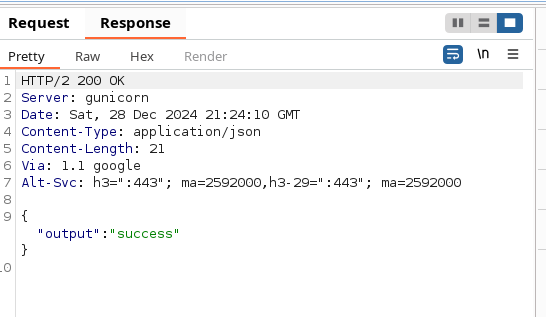 Request Response
Pretty Raw Hex Render \n
1 HTTP/2 200 OK
2 Server: gunicorn
3 Date: Sat, 28 Dec 2024 21:24:10 GMT
4 Content-Type: application/json
5 Content-Length: 21
6 Via: 1.1 google
7 Alt-Svc: h3=":443"; ma=2592000,h3-29=":443"; ma=2592000
8
9 {
"output":"success"
}
10